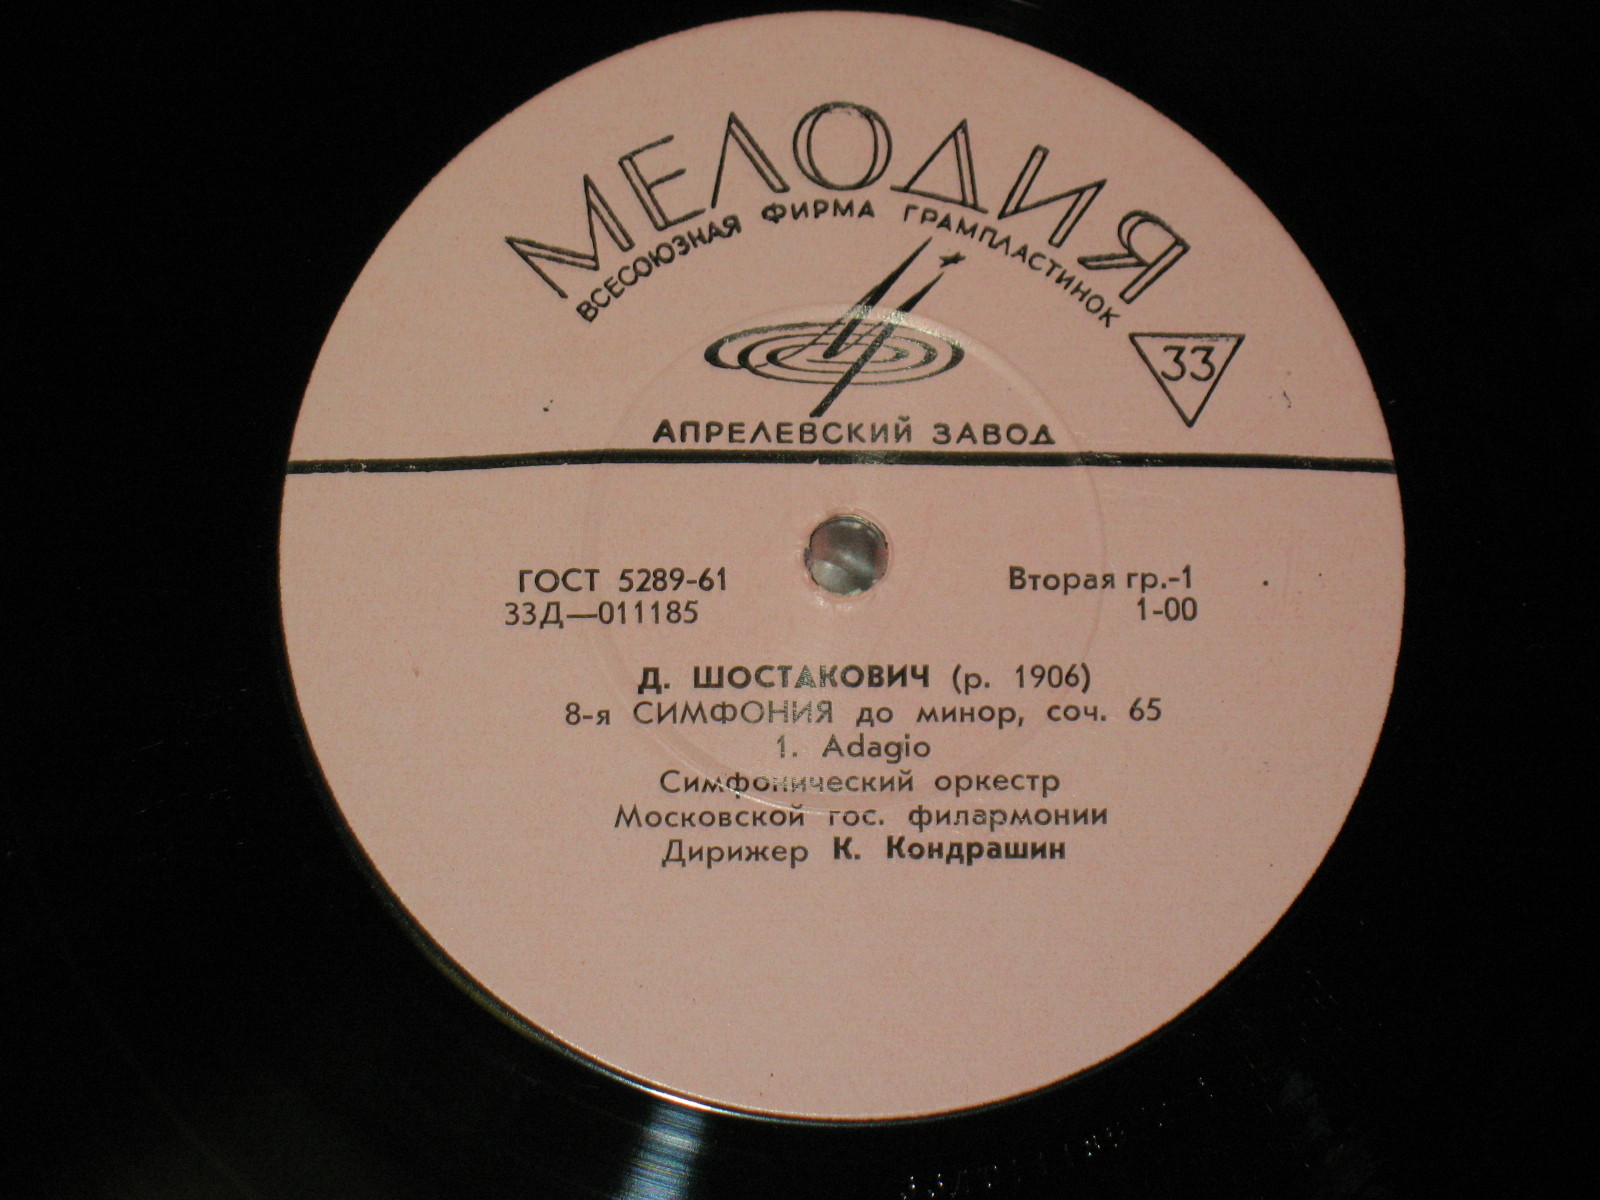 МЕЛОДИЯ
ВСЕСОЮЗНАЯ ФИРМА ГРАМПЛАСТИНОК
33
АПРЕЛЕВСКИЙ ЗАВОД
ГОСТ 5289-61
Вторая гр.-1
33Д—011185
1-00
Д. ШОСТАКОВИЧ (р. 1906)
8-я СИМФОНИЯ до минор, соч. 65
1. Adagio
Симфонический оркестр
Московской гос. филармонии
Дирижер К. Кондрашин